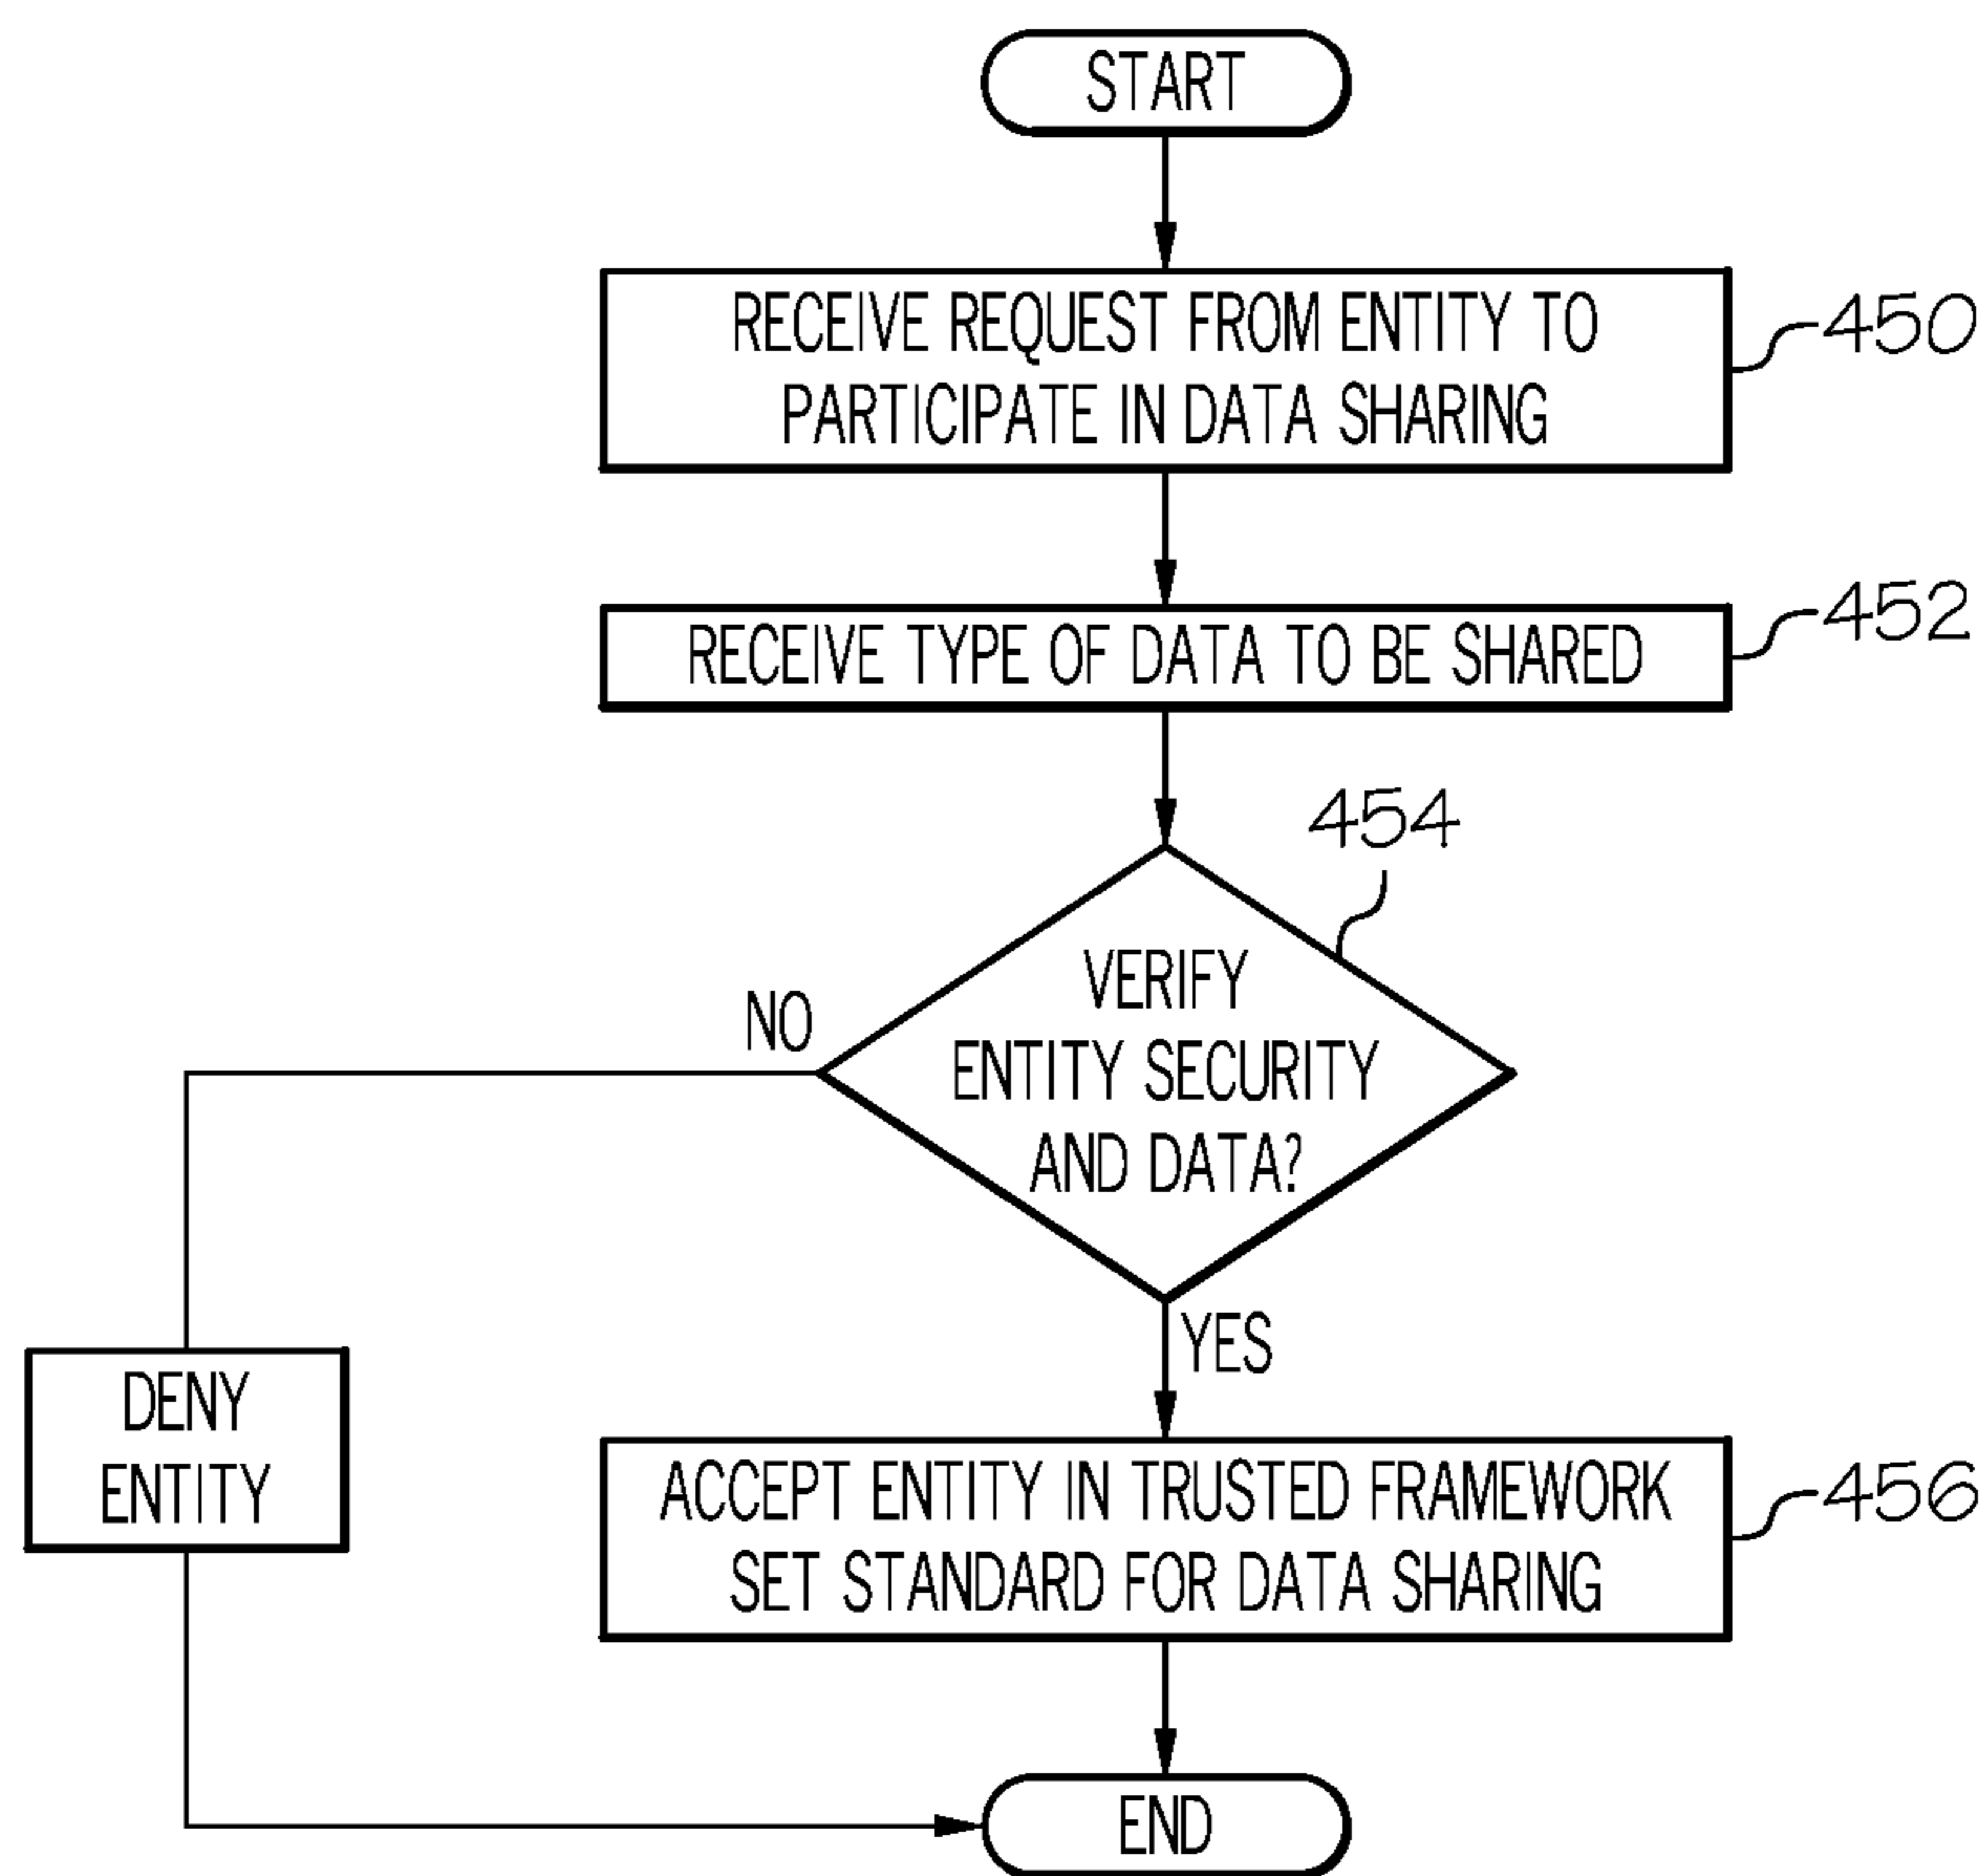 START
RECEIVE REQUEST FROM ENTITY TO
PARTICIPATE IN DATA SHARING
450
RECEIVE TYPE OF DATA TO BE SHARED
452
454
VERIFY
ENTITY SECURITY
AND DATA?
NO
YES
DENY
ENTITY
ACCEPT ENTITY IN TRUSTED FRAMEWORK
SET STANDARD FOR DATA SHARING
456
END